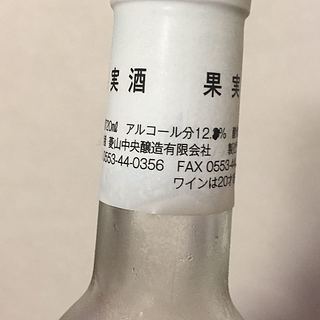 実酒 果実
720ml アルコール分12. %
菱山中央醸造有限会社
0553-44-0356 FAX 0553-4
ワインは20